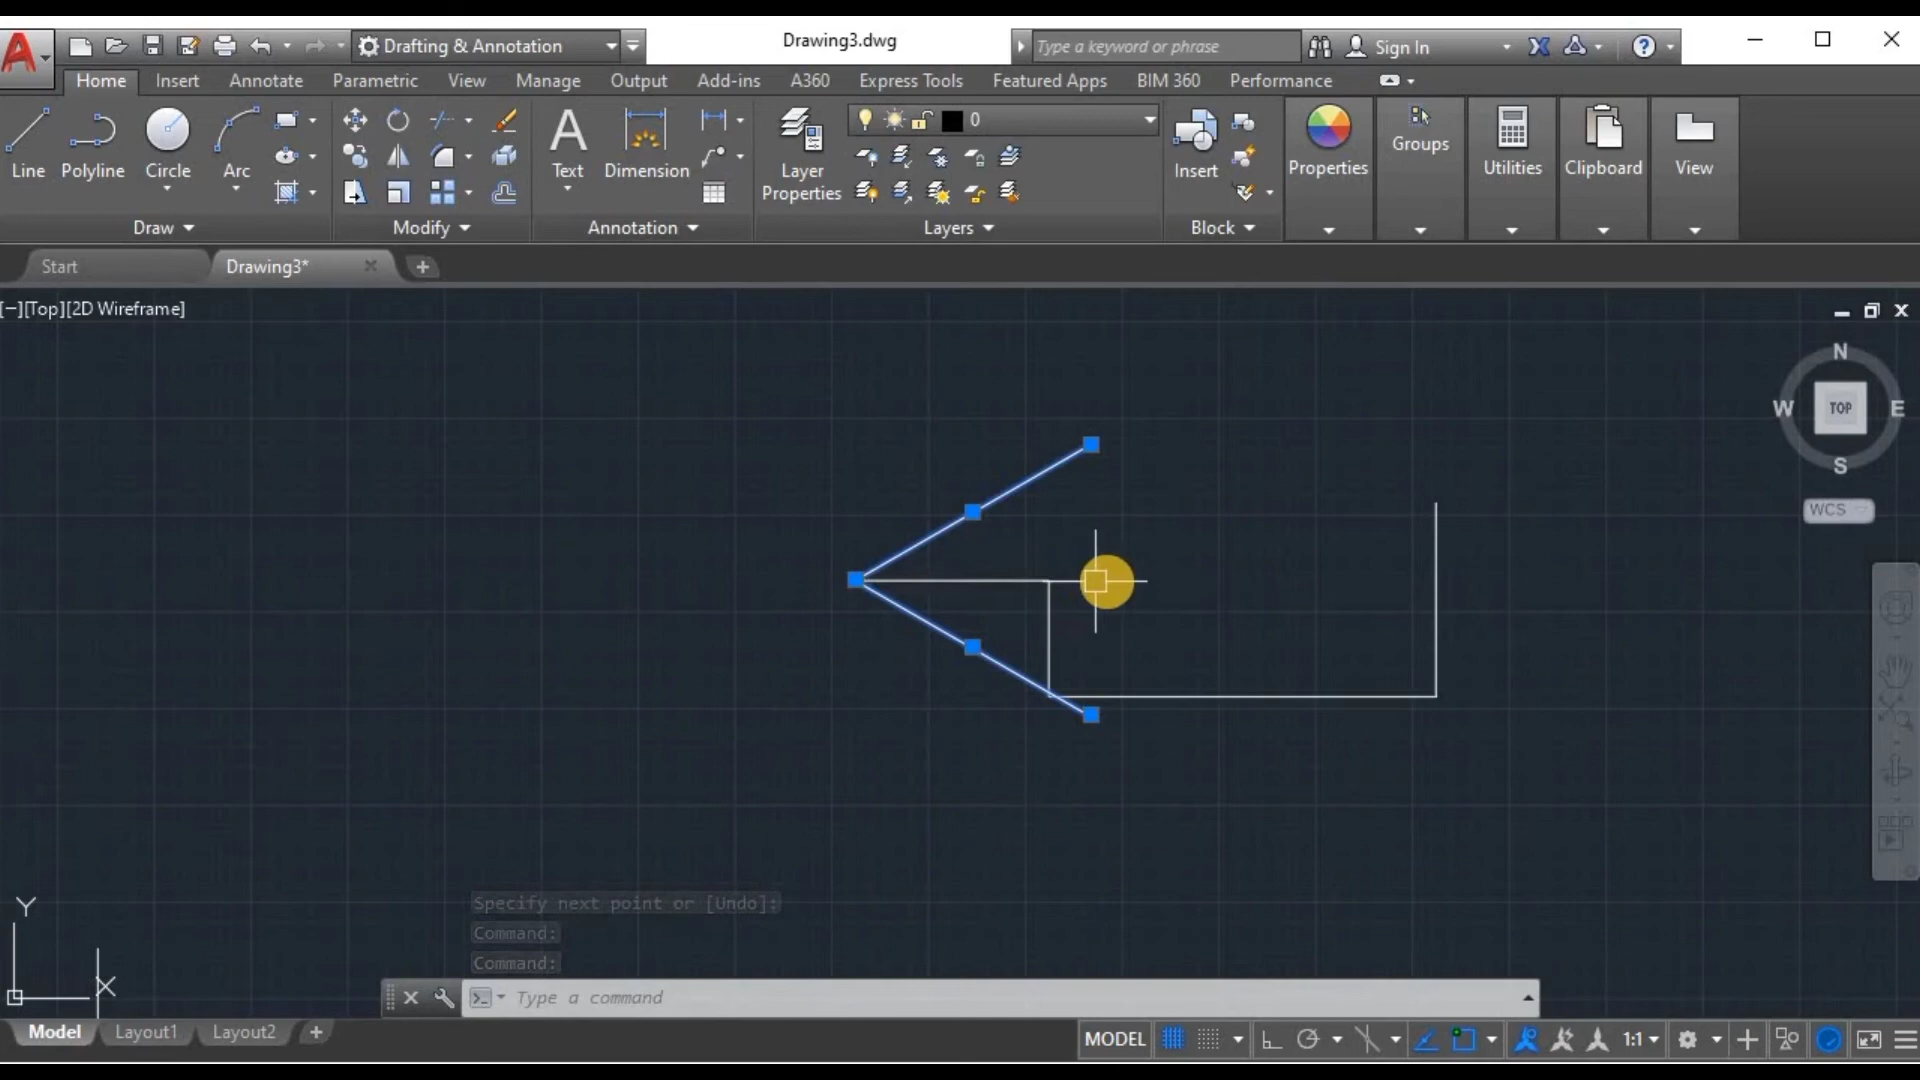 Drafting & Annotation
Drawing3.dwg
Type a keyword or phrase
Sign In
Home Insert Annotate Parametric View Manage Output Add-ins A360 Express Tools Featured Apps BIM 360 Performance
Line Polyline Circle Arc
Text Dimension
Layer Properties
0
Insert
Properties
Groups
Utilities
Clipboard
View
Draw Modify Annotation Layers Block
Start Drawing3*
[−][Top][2D Wireframe]
N
W TOP E
S
WCS
Y
X
Specify next point or [Undo]:
Command:
Command:
Type a command
Model Layout1 Layout2
MODEL 1:1